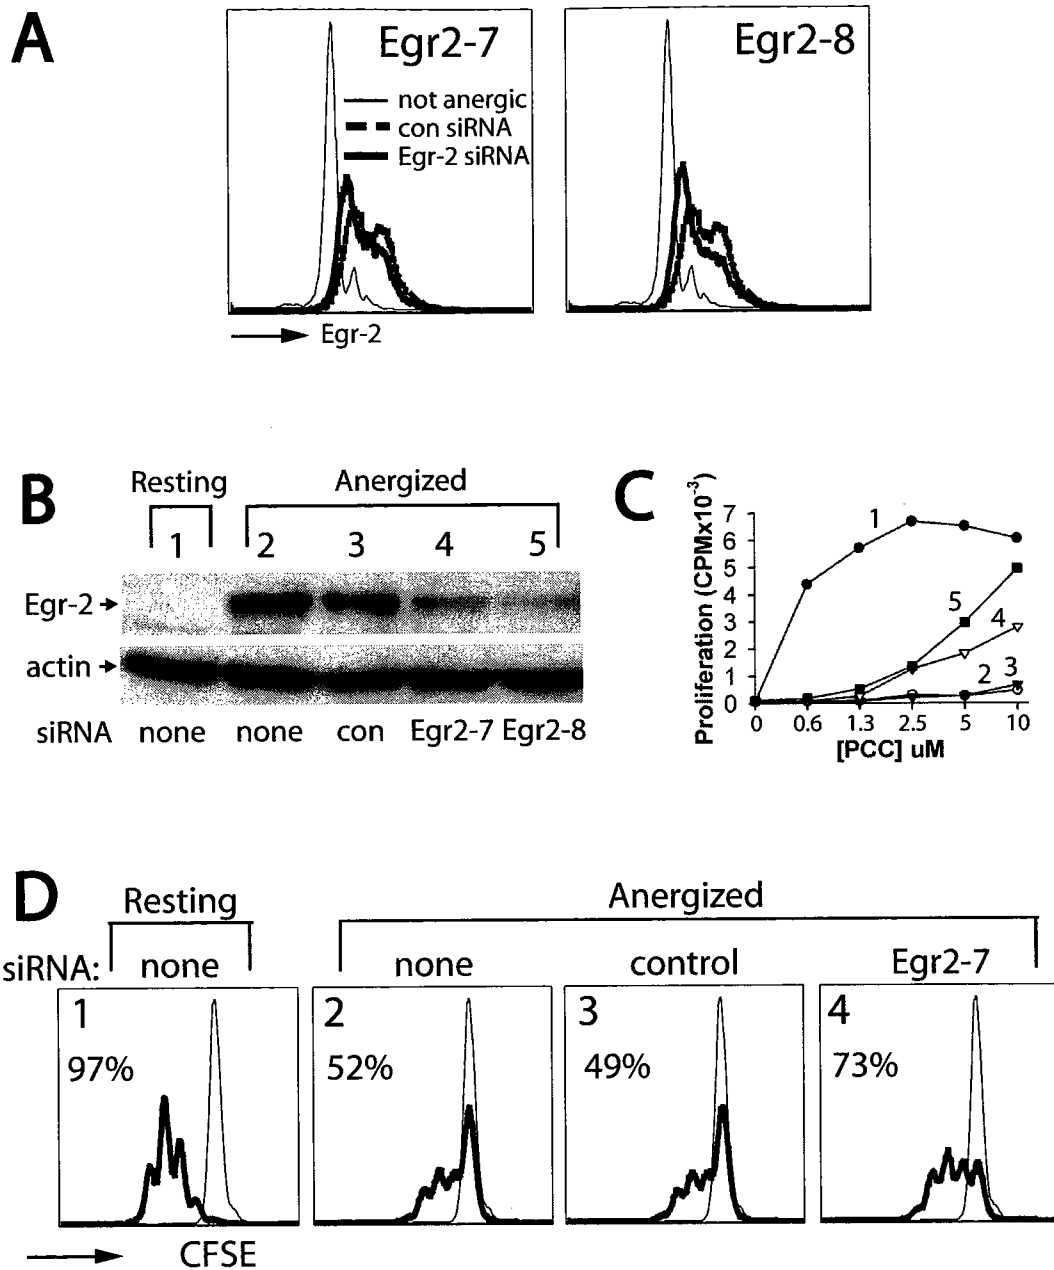 A
Egr2-7
Egr2-8
not anergic
con siRNA
Egr-2 siRNA
Egr-2
B
Resting
Anergized
1 2 3 4 5
Egr-2
actin
siRNA none none con Egr2-7 Egr2-8
C
Proliferation (CPMx10-3)
7
6
5
4
3
2
1
0
1
5
4
2 3
0 0.6 1.3 2.5 5 10
[PCC] uM
D
Resting
Anergized
siRNA: none none control Egr2-7
1 2 3 4
97% 52% 49% 73%
CFSE